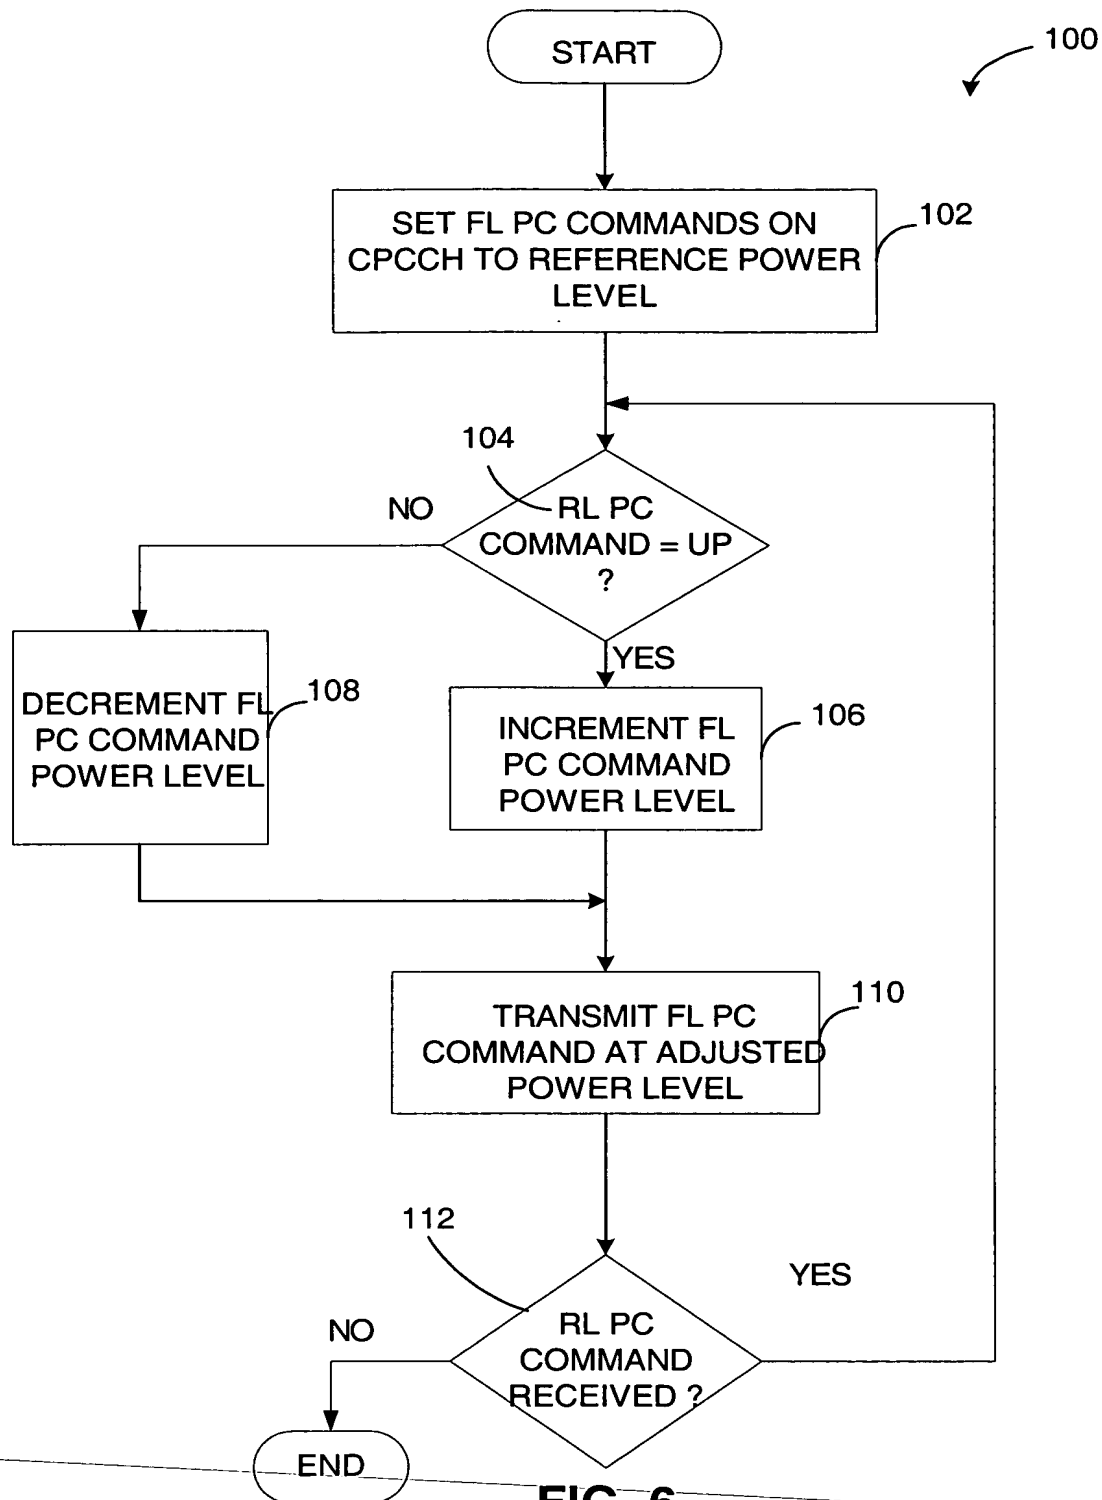 START
100
SET FL PC COMMANDS ON
CPCCH TO REFERENCE POWER
LEVEL
102
104
NO
RL PC
COMMAND = UP
?
YES
DECREMENT FL
PC COMMAND
POWER LEVEL
108
INCREMENT FL
PC COMMAND
POWER LEVEL
106
TRANSMIT FL PC
COMMAND AT ADJUSTED
POWER LEVEL
110
112
YES
NO
RL PC
COMMAND
RECEIVED ?
END
FIG. 6